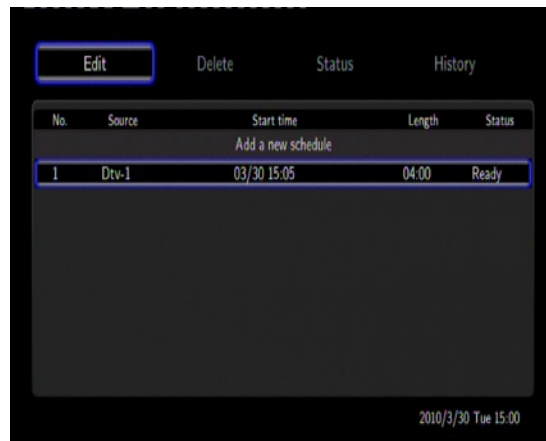 Edit Delete Status History
No. Source Start time Length Status
Add a new schedule
1 Dtv-1 03/30 15:05 04:00 Ready
2010/3/30 Tue 15:00